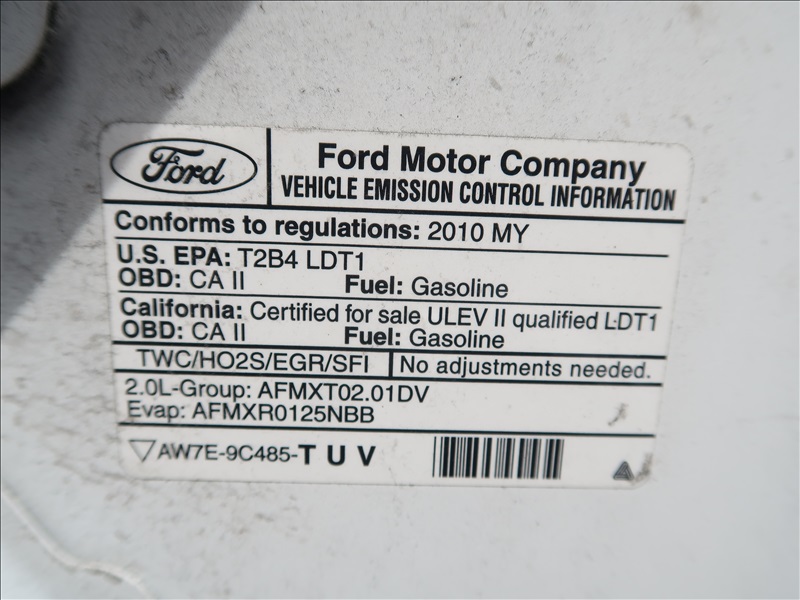 Ford
Ford Motor Company
VEHICLE EMISSION CONTROL INFORMATION
Conforms to regulations: 2010 MY
U.S. EPA: T2B4 LDT1
OBD: CA II Fuel: Gasoline
California: Certified for sale ULEV II qualified LDT1
OBD: CA II Fuel: Gasoline
TWC/HO2S/EGR/SFI No adjustments needed.
2.0L-Group: AFMXT02.01DV
Evap: AFMXR0125NBB
AW7E-9C485-T U V